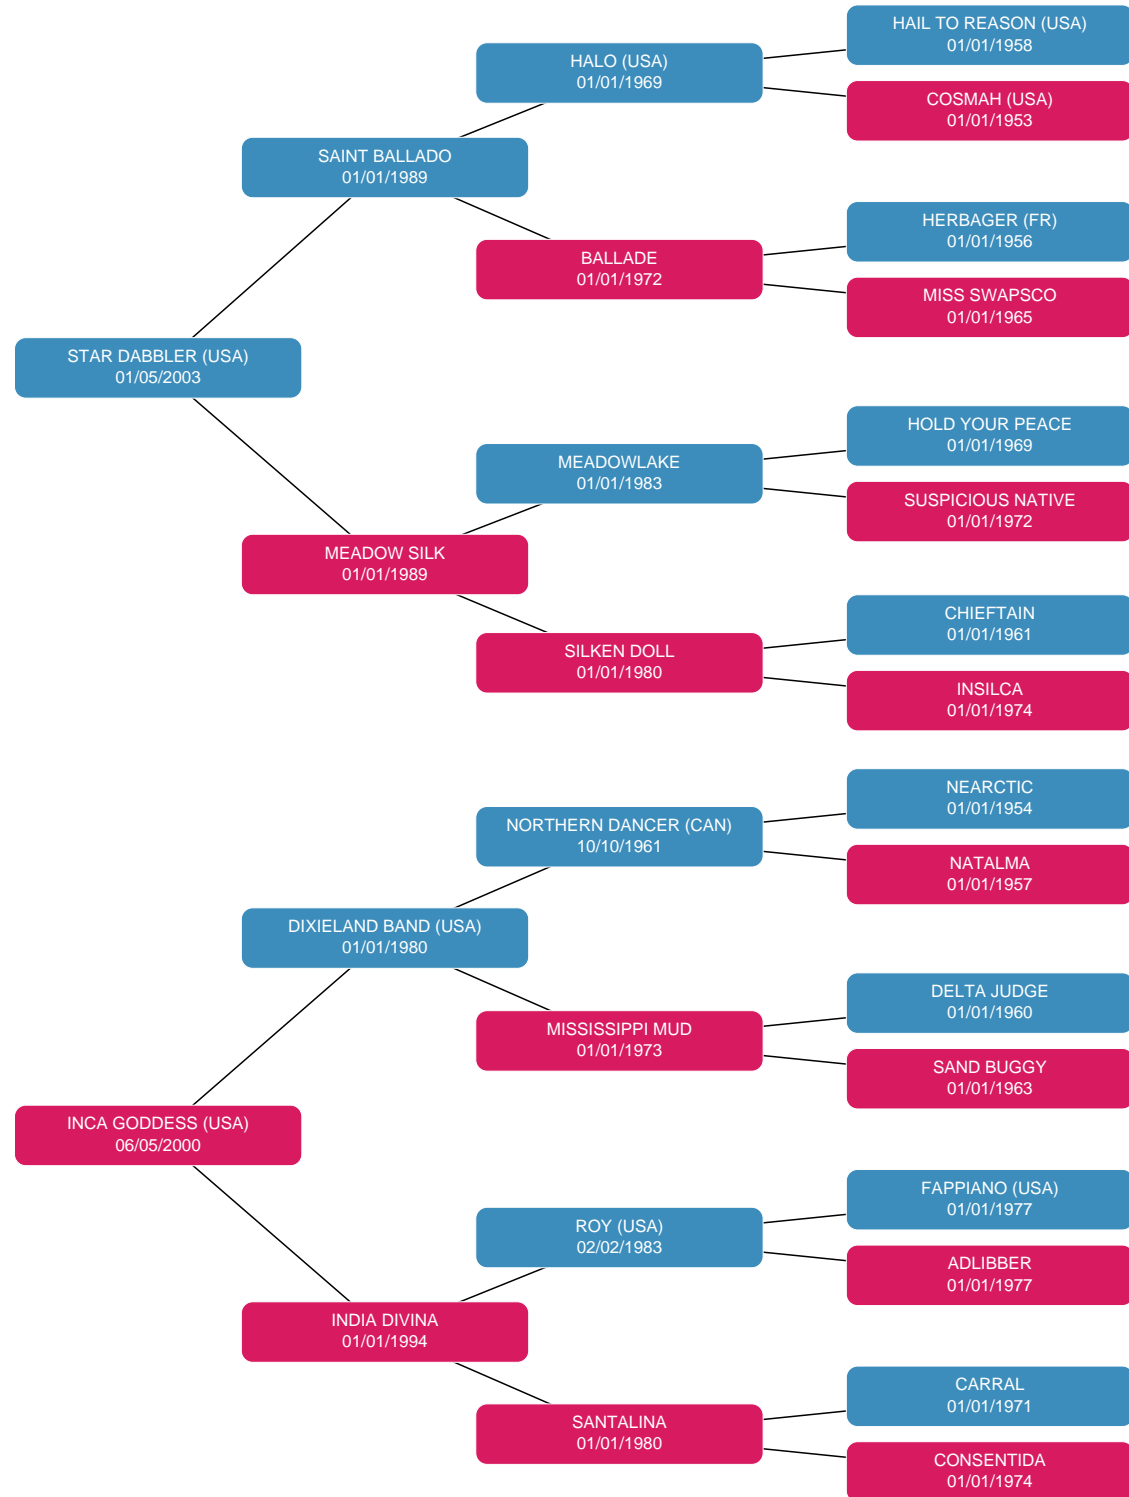 HAIL TO REASON (USA)
01/01/1958
HALO (USA)
01/01/1969
COSMAH (USA)
01/01/1953
SAINT BALLADO
01/01/1989
HERBAGER (FR)
01/01/1956
BALLADE
01/01/1972
MISS SWAPSCO
01/01/1965
STAR DABBLER (USA)
01/05/2003
HOLD YOUR PEACE
01/01/1969
MEADOWLAKE
01/01/1983
SUSPICIOUS NATIVE
01/01/1972
MEADOW SILK
01/01/1989
CHIEFTAIN
01/01/1961
SILKEN DOLL
01/01/1980
INSILCA
01/01/1974
NEARCTIC
01/01/1954
NORTHERN DANCER (CAN)
10/10/1961
NATALMA
01/01/1957
DIXIELAND BAND (USA)
01/01/1980
DELTA JUDGE
01/01/1960
MISSISSIPPI MUD
01/01/1973
SAND BUGGY
01/01/1963
INCA GODDESS (USA)
06/05/2000
FAPPIANO (USA)
01/01/1977
ROY (USA)
02/02/1983
ADLIBBER
01/01/1977
INDIA DIVINA
01/01/1994
CARRAL
01/01/1971
SANTALINA
01/01/1980
CONSENTIDA
01/01/1974